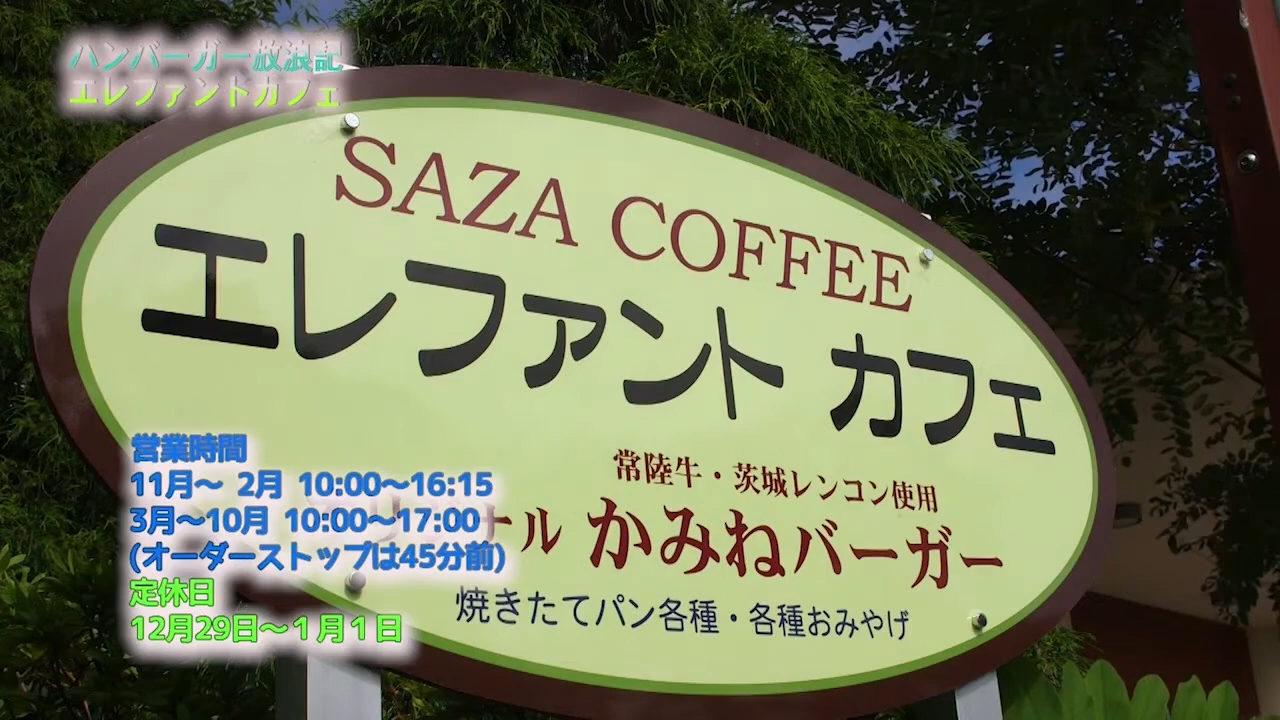 ハンバーガー放浪記
エレファントカフェ
SAZA COFFEE
エレファント カフェ
常陸牛・茨城レンコン使用
ナル かみねバーガー
焼きたてパン各種・各種おみやげ
営業時間
11月〜 2月 10:00〜16:15
3月〜10月 10:00〜17:00
(オーダーストップは45分前)
定休日
12月29日〜１月１日